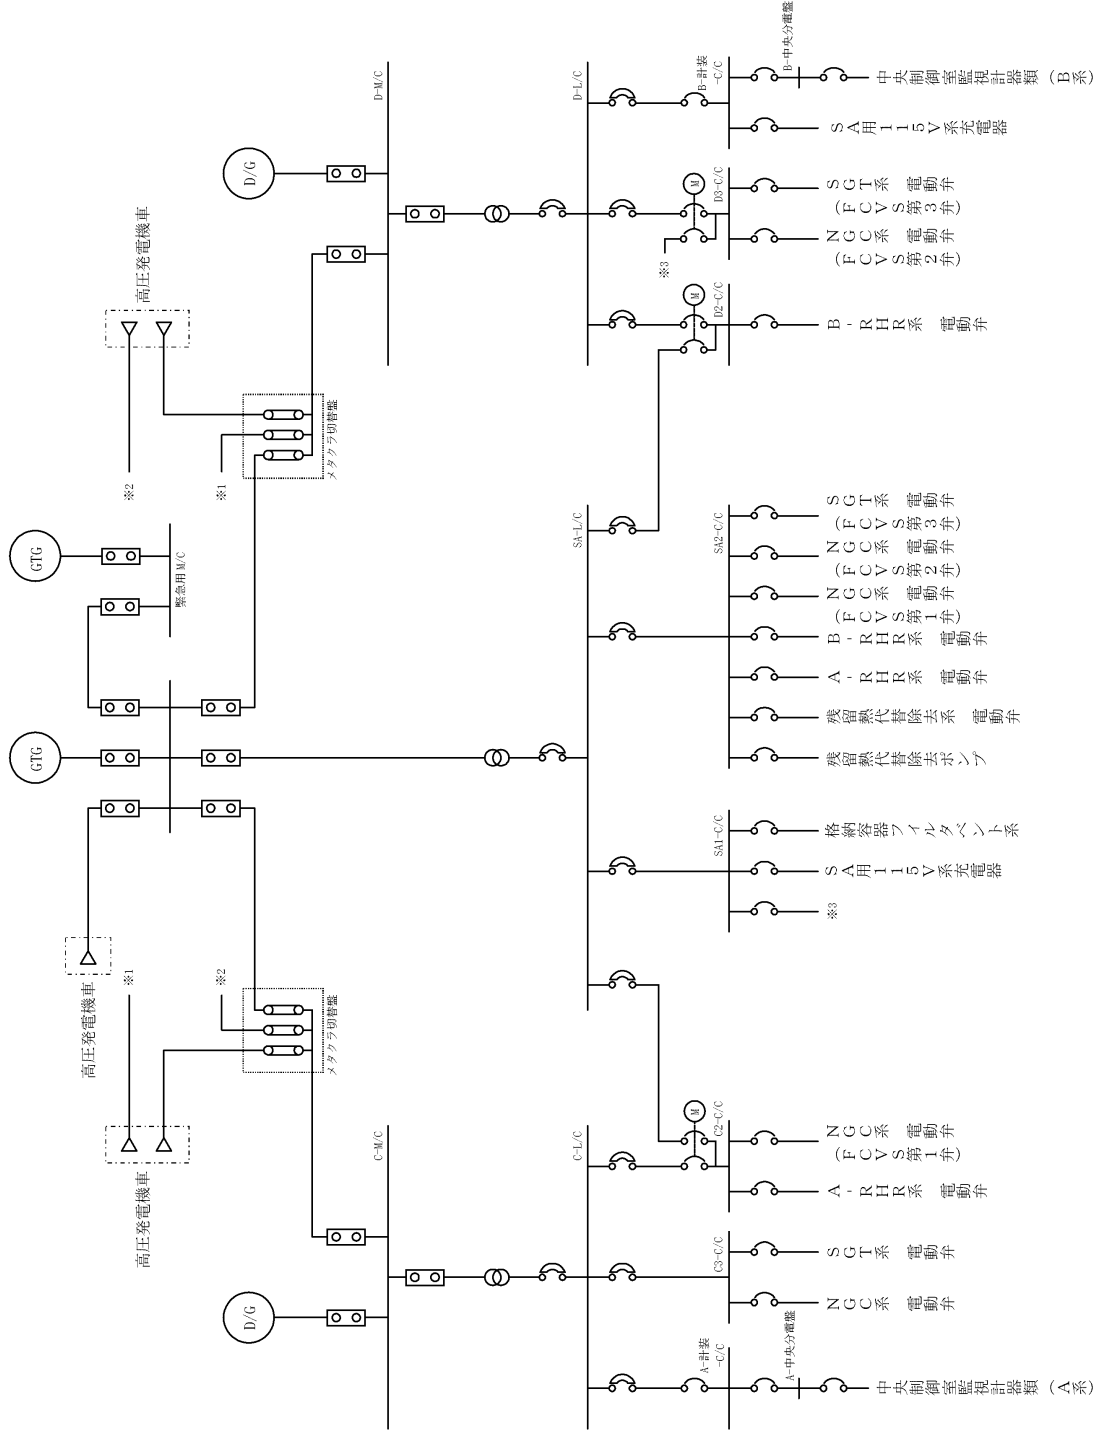 D/G
GTG
GTG
D/G
高圧発電機車
高圧発電機車
高圧発電機車
※1
※2
※2
※1
緊急用 M/C
メタクラ切替盤
メタクラ切替盤
C-M/C
D-M/C
C-L/C
SA-L/C
D-L/C
A-計装
-C/C
C3-C/C
C2-C/C
SA1-C/C
SA2-C/C
D2-C/C
D3-C/C
B-計装
-C/C
M
M
M
※3
A-中央分電盤
B-中央分電盤
中央制御室監視計器類(A系)
NGC系 電動弁
SGT系 電動弁
A-RHR系 電動弁
NGC系 電動弁
(FCVS第1弁)
※3
SA用115V系充電器
格納容器フィルタベント系
残留熱代替除去ポンプ
残留熱代替除去系 電動弁
A-RHR系 電動弁
B-RHR系 電動弁
NGC系 電動弁
(FCVS第1弁)
NGC系 電動弁
(FCVS第2弁)
SGT系 電動弁
(FCVS第3弁)
B-RHR系 電動弁
NGC系 電動弁
(FCVS第2弁)
SGT系 電動弁
(FCVS第3弁)
SA用115V系充電器
中央制御室監視計器類(B系)